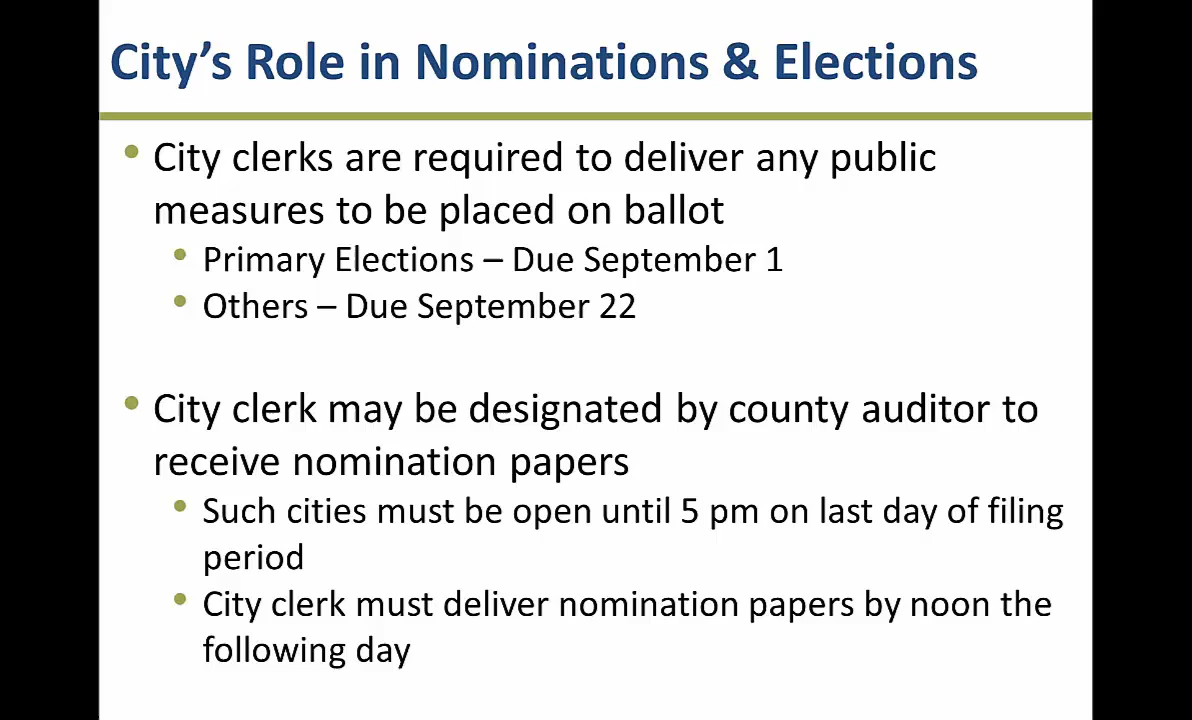 City's Role in Nominations & Elections
• City clerks are required to deliver any public
measures to be placed on ballot
• Primary Elections – Due September 1
• Others – Due September 22
• City clerk may be designated by county auditor to
receive nomination papers
• Such cities must be open until 5 pm on last day of filing
period
• City clerk must deliver nomination papers by noon the
following day